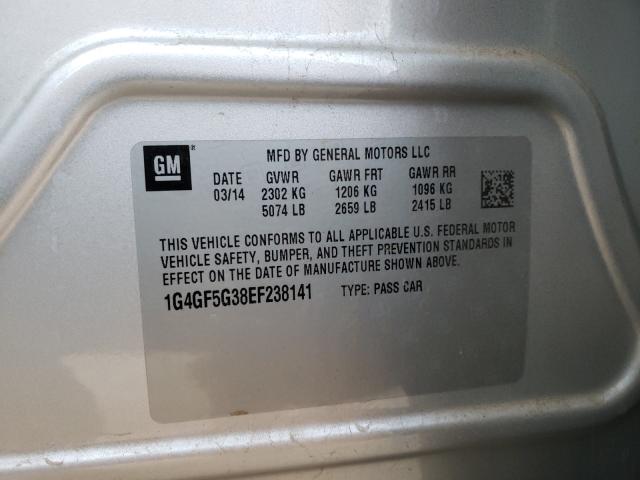 GM
MFD BY GENERAL MOTORS LLC
DATE GVWR GAWR FRT GAWR RR
03/14 2302 KG 1206 KG 1096 KG
5074 LB 2659 LB 2415 LB
THIS VEHICLE CONFORMS TO ALL APPLICABLE U.S. FEDERAL MOTOR
VEHICLE SAFETY, BUMPER, AND THEFT PREVENTION STANDARDS IN
EFFECT ON THE DATE OF MANUFACTURE SHOWN ABOVE.
1G4GF5G38EF238141 TYPE: PASS CAR